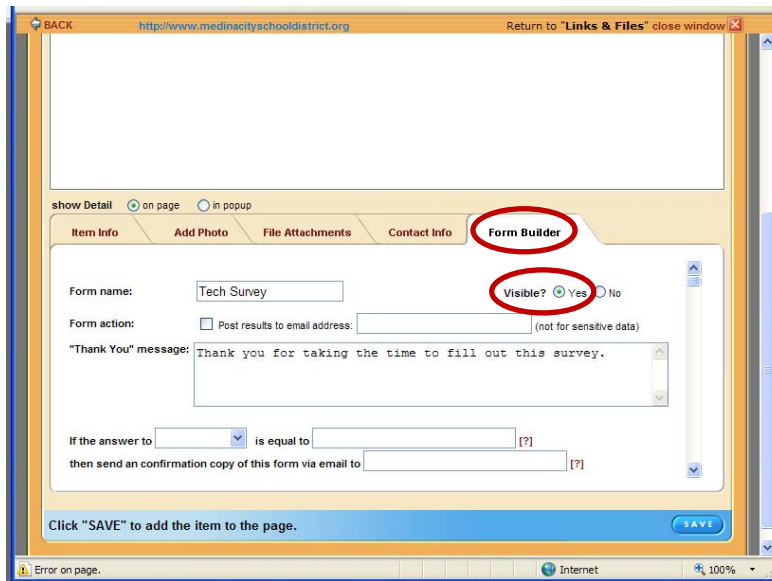 BACK http://www.medinacityschooldistrict.org Return to "Links & Files" close window
show Detail on page in popup
Item Info Add Photo File Attachments Contact Info Form Builder
Form name: Tech Survey Visible? Yes No
Form action: Post results to email address: (not for sensitive data)
"Thank You" message: Thank you for taking the time to fill out this survey.
If the answer to is equal to [?]
then send an confirmation copy of this form via email to [?]
Click "SAVE" to add the item to the page. SAVE
Error on page. Internet 100%